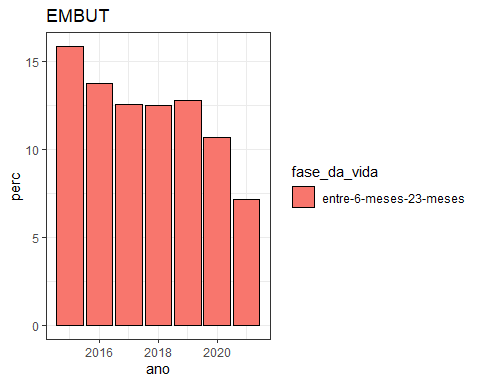 EMBUT
15
10
5
0
perc
2016 2018 2020
ano
fase_da_vida
entre-6-meses-23-meses